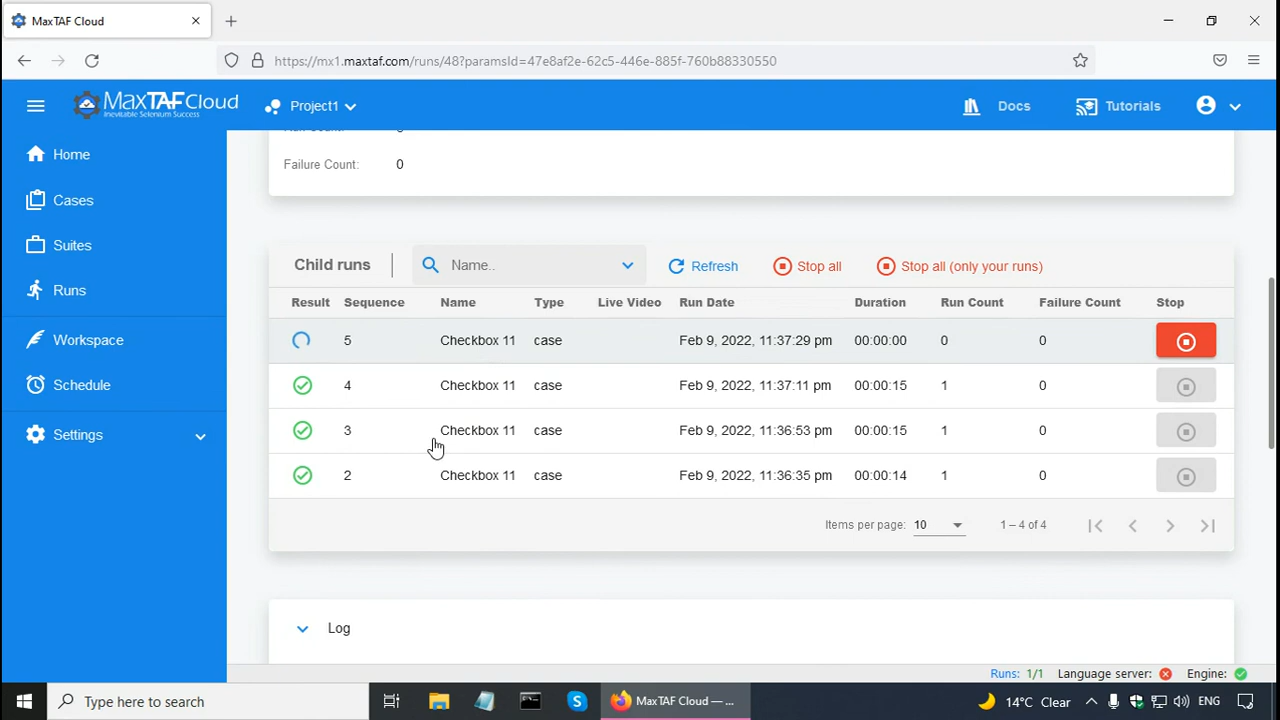 MaxTAF Cloud
https://mx1.maxtaf.com/runs/48?paramsId=47e8af2e-62c5-446e-885f-760b88330550
MaxTAFCloud
Inevitable Selenium Success
Project1
Docs
Tutorials
Home
Cases
Suites
Runs
Workspace
Schedule
Settings
Failure Count: 0
Child runs
Name..
Refresh
Stop all
Stop all (only your runs)
Result Sequence Name Type Live Video Run Date Duration Run Count Failure Count Stop
5 Checkbox 11 case Feb 9, 2022, 11:37:29 pm 00:00:00 0 0
4 Checkbox 11 case Feb 9, 2022, 11:37:11 pm 00:00:15 1 0
3 Checkbox 11 case Feb 9, 2022, 11:36:53 pm 00:00:15 1 0
2 Checkbox 11 case Feb 9, 2022, 11:36:35 pm 00:00:14 1 0
Items per page: 10 1 – 4 of 4
Log
Runs: 1/1 Language server: Engine:
Type here to search
MaxTAF Cloud — ...
14°C Clear
ENG